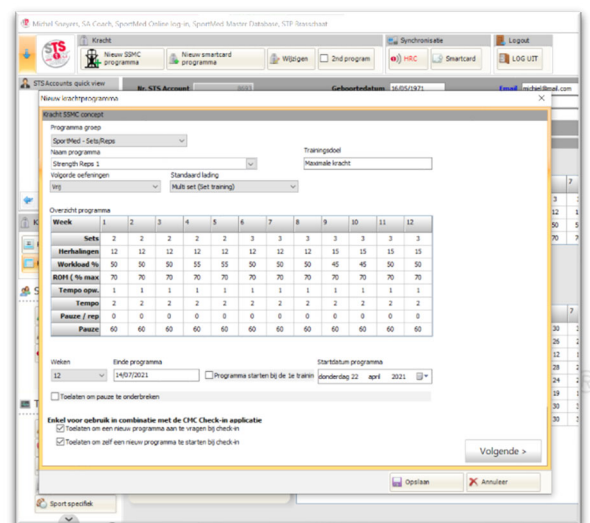 Michel Sneyers, SA Coach, SportMed Online log-in, SportMed Master Database, STP-Renschaat
Kracht
Synchronisatie
Logout
STS
Nieuw SSMC programma
Nieuw smartcard programma
Wijzigen
2nd program
HRC
Smartcard
LOG UIT
STS Accounts quick view
Nr. STS Account
Geboortedatum 16/05/1971
Email
Nieuw krachtprogramma
Kracht SSMC concept
Programma groep
SportMed - Sets/Reps
Naam programma
Trainingsdoel
Strength Reps 1
Maximale kracht
Volgorde oefeningen
Standaard lading
Vrij
Multi set (Set training)
Overzicht programma
Week 1 2 3 4 5 6 7 8 9 10 11 12
Sets 2 2 2 2 2 2 3 3 3 3 3 3
Herhalingen 12 12 12 12 12 12 12 12 15 15 15 15
Workload % 50 50 50 55 55 50 50 50 45 45 50 50
ROM ( % max 70 70 70 70 70 70 70 70 70 70 70 70
Tempo opw. 1 1 1 1 1 1 1 1 1 1 1 1
Tempo 2 2 2 2 2 2 2 2 2 2 2 2
Pauze / rep 0 0 0 0 0 0 0 0 0 0 0 0
Pauze 60 60 60 60 60 60 60 60 60 60 60 60
Weken
Einde programma
Startdatum programma
12
14/07/2021
Programma starten bij de 1e trainin
donderdag 22 april 2021
Toelaten om pauze te onderbreken
Enkel voor gebruik in combinatie met de CMC Check-in applicatie
Toelaten om een nieuw programma aan te vragen bij check-in
Toelaten om zelf een nieuw programma te starten bij check-in
Volgende >
Opslaan
Annuleer
Sport specifiek